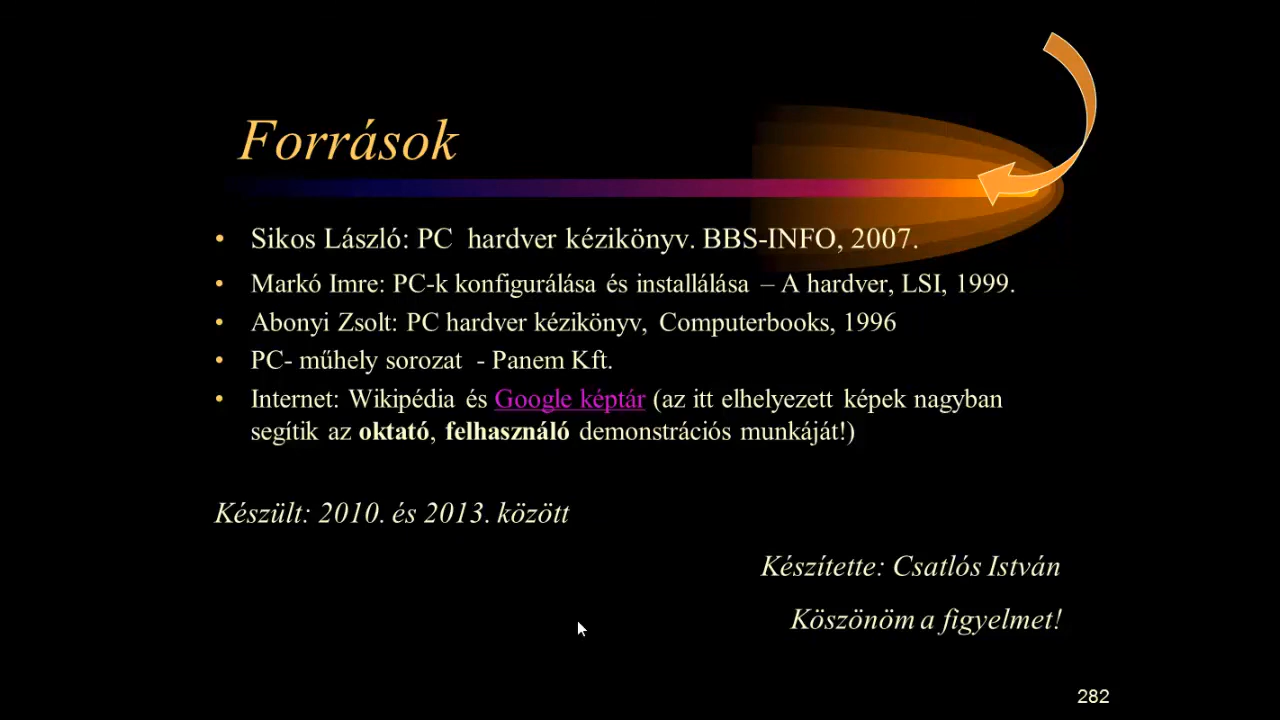 Források
• Sikos László: PC hardver kézikönyv. BBS-INFO, 2007.
• Markó Imre: PC-k konfigurálása és installálása – A hardver, LSI, 1999.
• Abonyi Zsolt: PC hardver kézikönyv, Computerbooks, 1996
• PC- műhely sorozat - Panem Kft.
• Internet: Wikipédia és Google képtár (az itt elhelyezett képek nagyban
segítik az oktató, felhasználó demonstrációs munkáját!)
Készült: 2010. és 2013. között
Készítette: Csatlós István
Köszönöm a figyelmet!
282